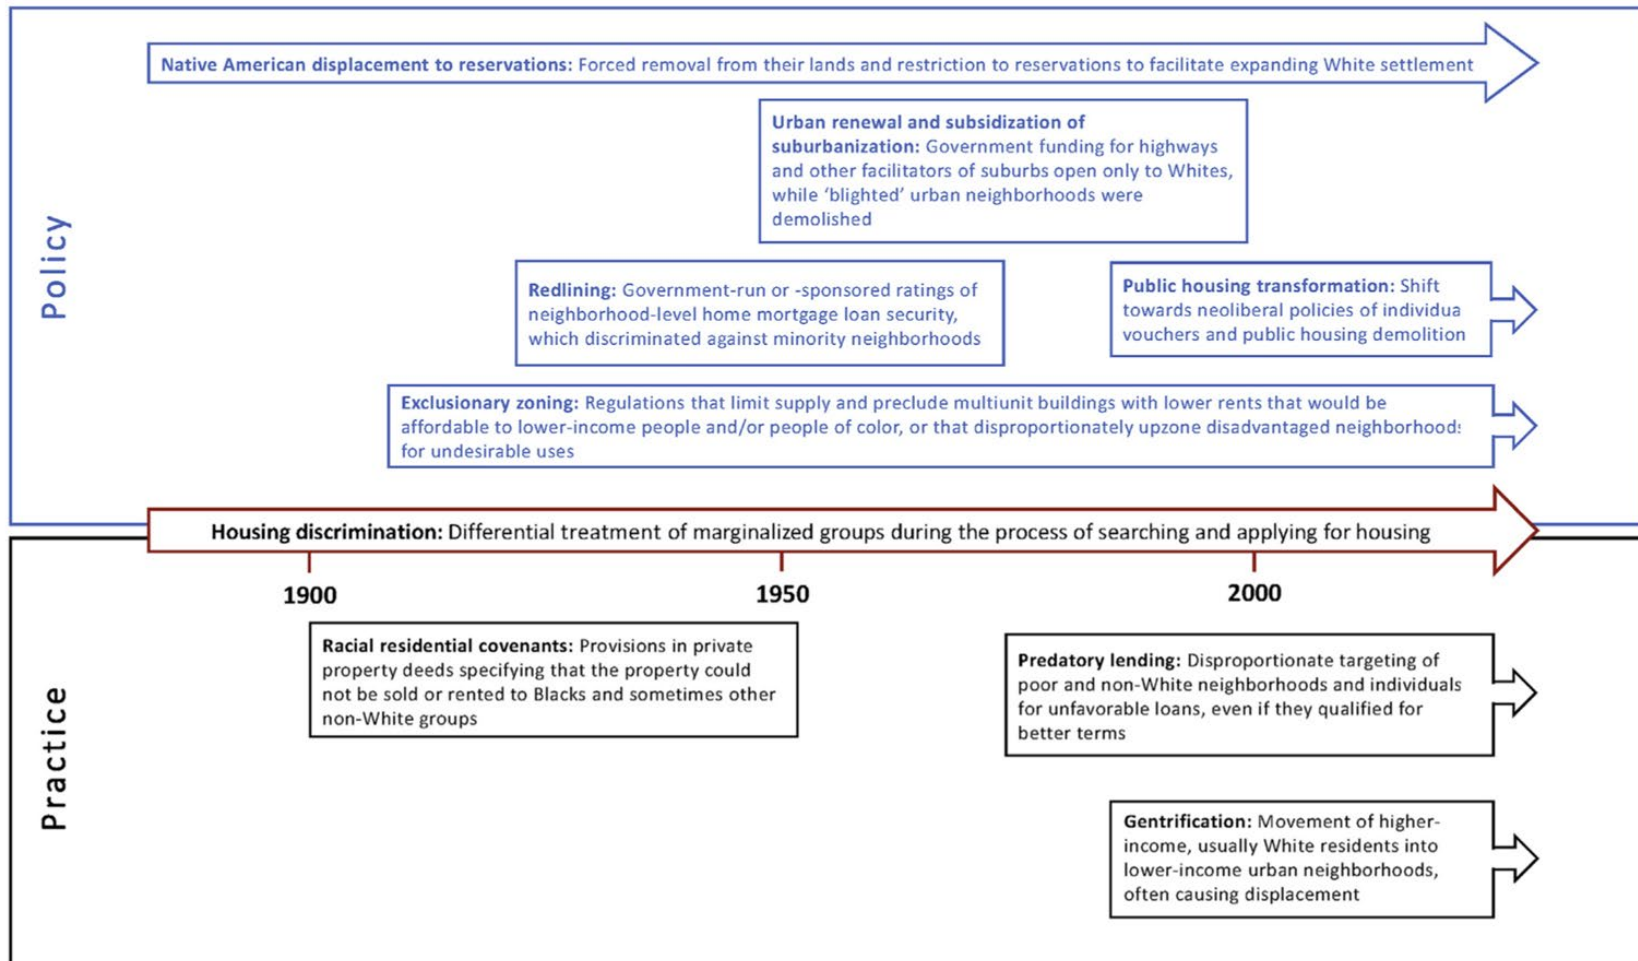 Policy
Native American displacement to reservations: Forced removal from their lands and restriction to reservations to facilitate expanding White settlement
Urban renewal and subsidization of
suburbanization: Government funding for highways
and other facilitators of suburbs open only to Whites,
while ‘blighted’ urban neighborhoods were
demolished
Redlining: Government-run or -sponsored ratings of
neighborhood-level home mortgage loan security,
which discriminated against minority neighborhoods
Public housing transformation: Shift
towards neoliberal policies of individua
vouchers and public housing demolition
Exclusionary zoning: Regulations that limit supply and preclude multiunit buildings with lower rents that would be
affordable to lower-income people and/or people of color, or that disproportionately upzone disadvantaged neighborhoods
for undesirable uses
Housing discrimination: Differential treatment of marginalized groups during the process of searching and applying for housing
1900
1950
2000
Practice
Racial residential covenants: Provisions in private
property deeds specifying that the property could
not be sold or rented to Blacks and sometimes other
non-White groups
Predatory lending: Disproportionate targeting of
poor and non-White neighborhoods and individuals
for unfavorable loans, even if they qualified for
better terms
Gentrification: Movement of higher-
income, usually White residents into
lower-income urban neighborhoods,
often causing displacement